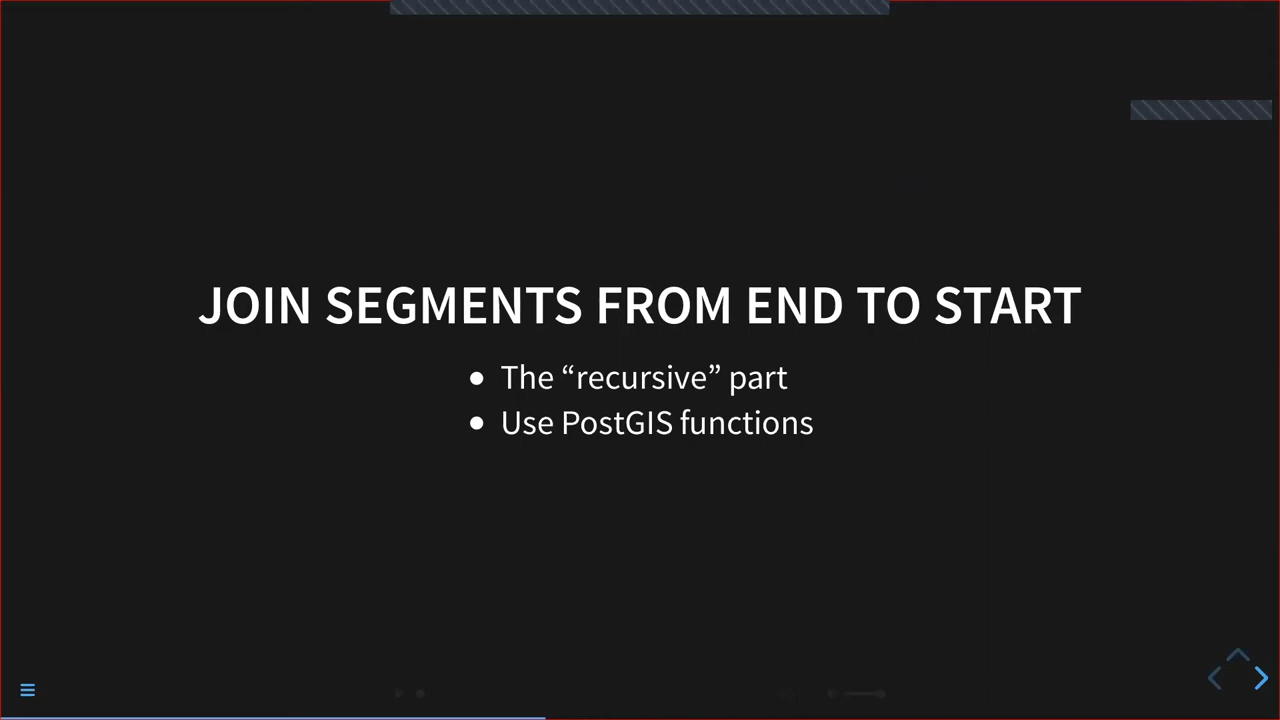 JOIN SEGMENTS FROM END TO START
The “recursive” part
Use PostGIS functions